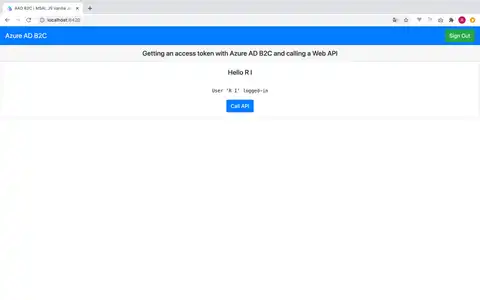 AAD B2C | MSAL JS Vanilla
localhost:6420
Azure AD B2C
Sign Out
Getting an access token with Azure AD B2C and calling a Web API
Hello R I
User 'R I' logged-in
Call API